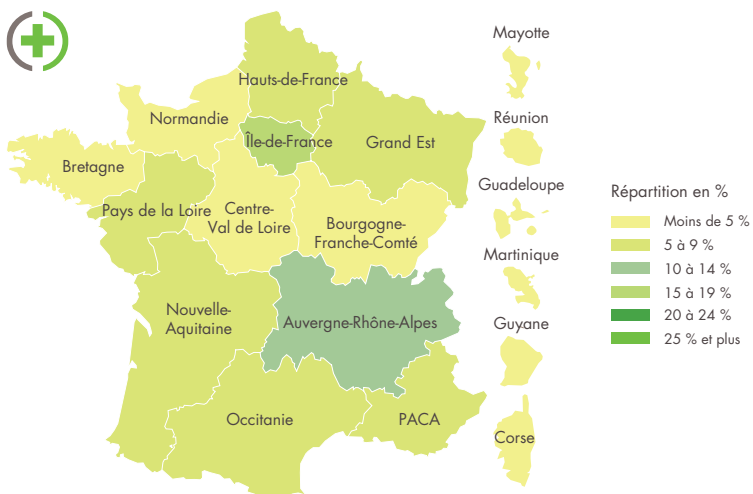 Mayotte
Hauts-de-France
Normandie
Réunion
Île-de-France
Grand Est
Bretagne
Guadeloupe
Répartition en %
Pays de la Loire
Centre-
Val de Loire
Bourgogne-
Franche-Comté
Moins de 5 %
5 à 9 %
Martinique
10 à 14 %
15 à 19 %
20 à 24 %
25 % et plus
Nouvelle-
Aquitaine
Auvergne-Rhône-Alpes
Guyane
Occitanie
PACA
Corse